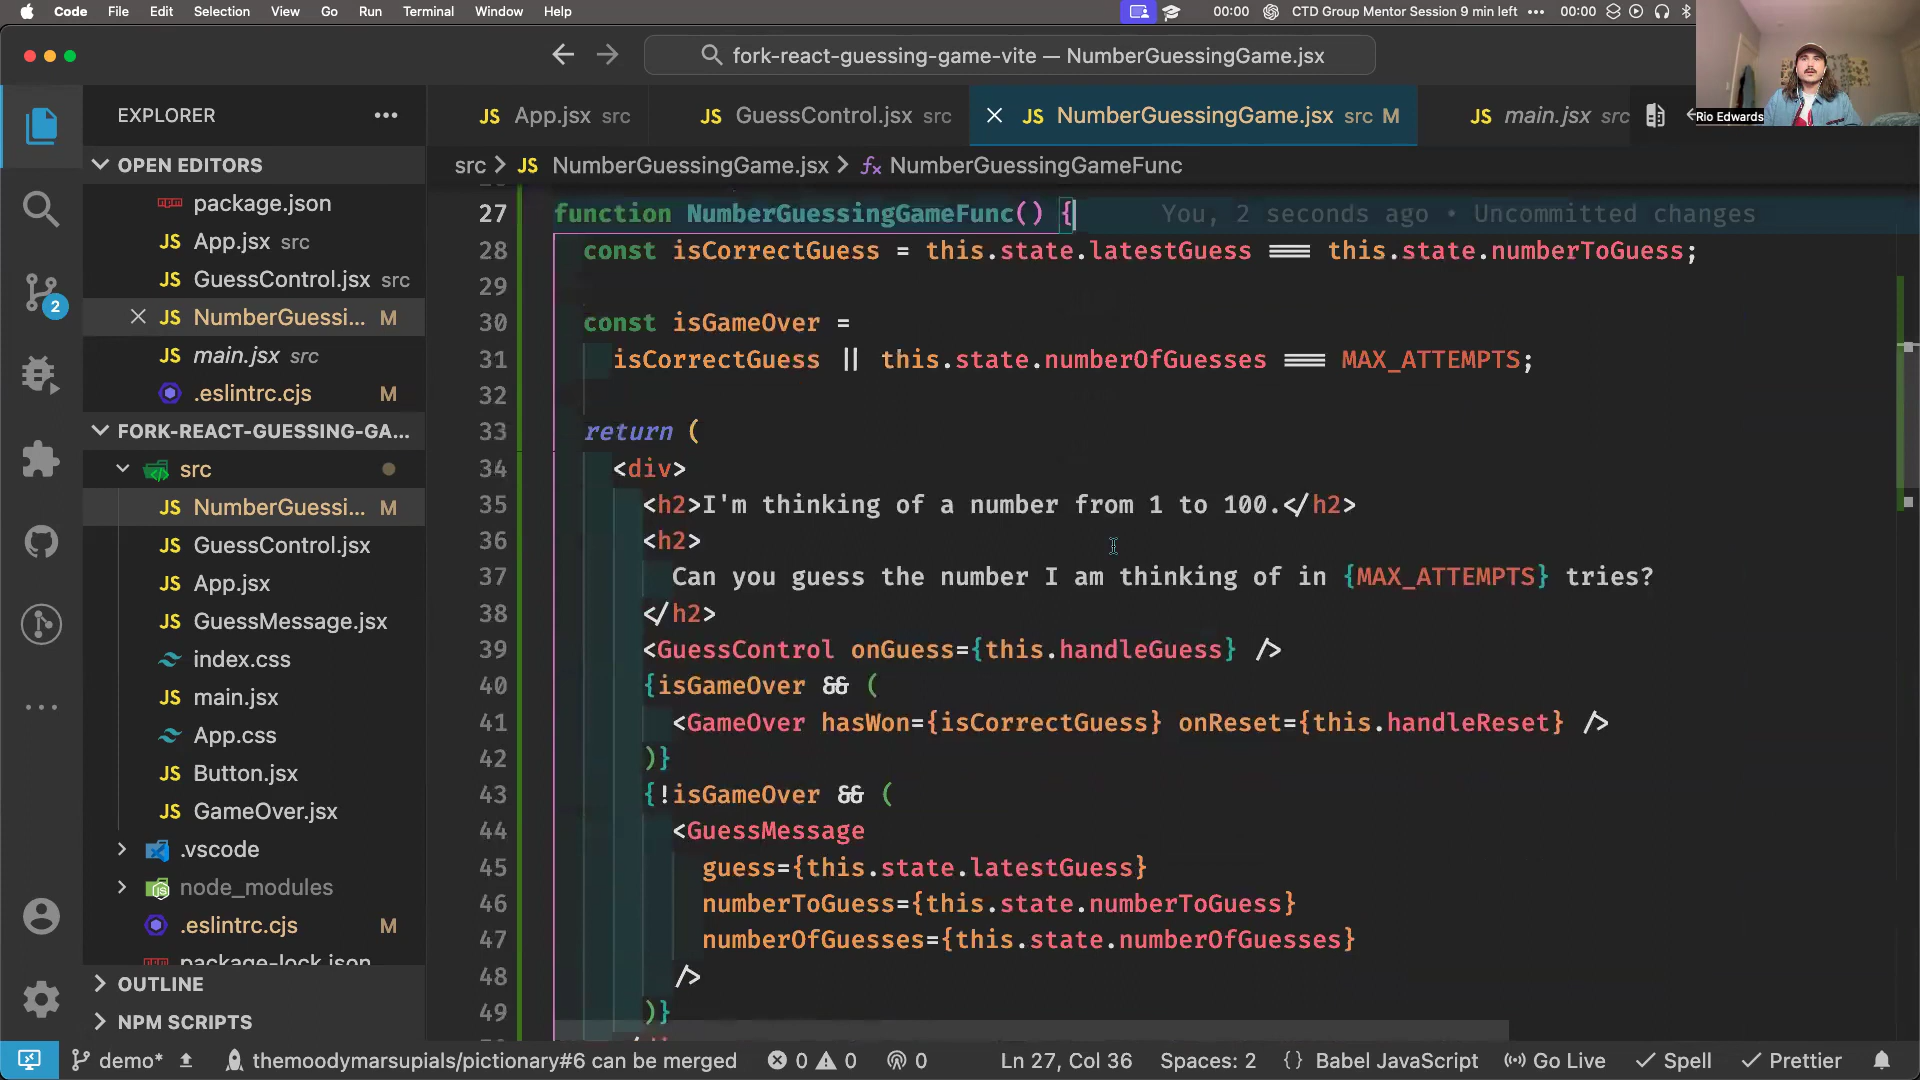 Code File Edit Selection View Go Run Terminal Window Help 00:00 CTD Group Mentor Session 9 min left ••• 00:00
fork-react-guessing-game-vite — NumberGuessingGame.jsx
Rio Edwards
EXPLORER
JS App.jsx src JS GuessControl.jsx src JS NumberGuessingGame.jsx src M JS main.jsx src
src > JS NumberGuessingGame.jsx > NumberGuessingGameFunc
OPEN EDITORS
package.json
JS App.jsx src
JS GuessControl.jsx src
JS NumberGuessi... M
JS main.jsx src
.eslintrc.cjs M
FORK-REACT-GUESSING-GA...
src
JS NumberGuessi... M
JS GuessControl.jsx
JS App.jsx
JS GuessMessage.jsx
index.css
JS main.jsx
App.css
JS Button.jsx
JS GameOver.jsx
.vscode
node_modules
.eslintrc.cjs M
package-lock.json
OUTLINE
NPM SCRIPTS
2
27 function NumberGuessingGameFunc() { You, 2 seconds ago • Uncommitted changes
28 const isCorrectGuess = this.state.latestGuess === this.state.numberToGuess;
29
30 const isGameOver =
31 isCorrectGuess || this.state.numberOfGuesses === MAX_ATTEMPTS;
32
33 return (
34 <div>
35 <h2>I'm thinking of a number from 1 to 100.</h2>
36 <h2>
37 Can you guess the number I am thinking of in {MAX_ATTEMPTS} tries?
38 </h2>
39 <GuessControl onGuess={this.handleGuess} />
40 {isGameOver && (
41 <GameOver hasWon={isCorrectGuess} onReset={this.handleReset} />
42 )}
43 {!isGameOver && (
44 <GuessMessage
45 guess={this.state.latestGuess}
46 numberToGuess={this.state.numberToGuess}
47 numberOfGuesses={this.state.numberOfGuesses}
48 />
49 )}
demo* themoodymarsupials/pictionary#6 can be merged 0 0 0 Ln 27, Col 36 Spaces: 2 {} Babel JavaScript Go Live Spell Prettier